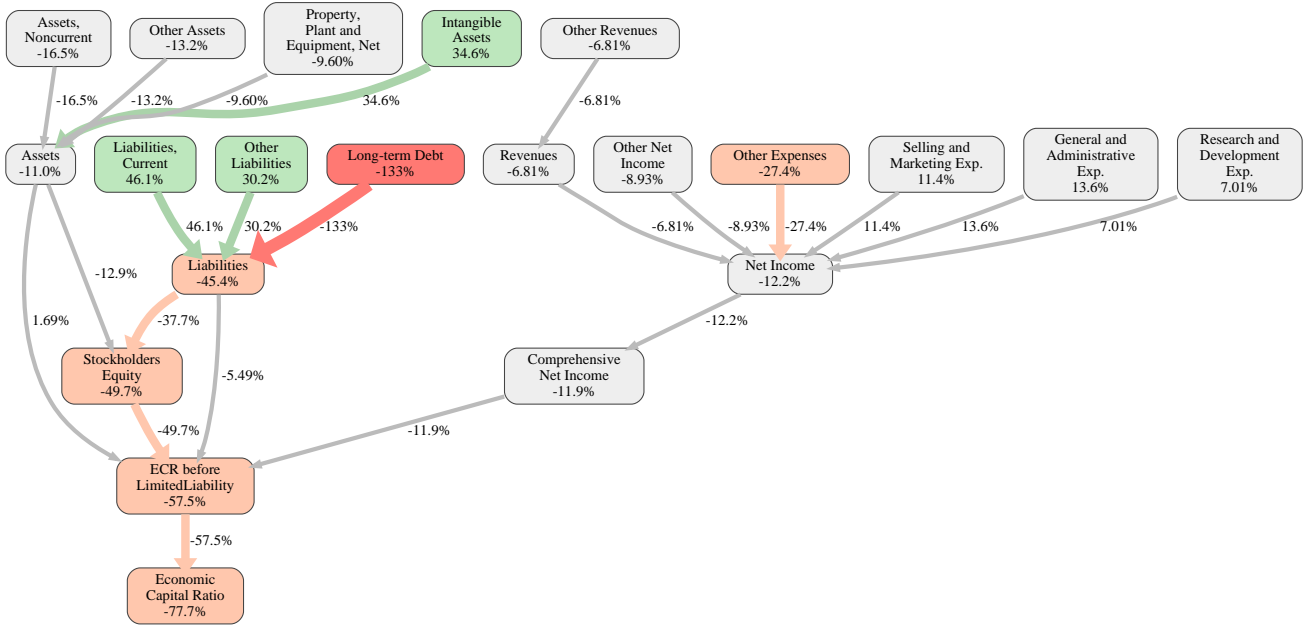 Assets,
Noncurrent
-16.5%
Other Assets
-13.2%
Property,
Plant and
Equipment, Net
-9.60%
Intangible
Assets
34.6%
Other Revenues
-6.81%
-16.5%
-13.2%
-9.60%
34.6%
-6.81%
Assets
-11.0%
Liabilities,
Current
46.1%
Other
Liabilities
30.2%
Long-term Debt
-133%
Revenues
-6.81%
Other Net
Income
-8.93%
Other Expenses
-27.4%
Selling and
Marketing Exp.
11.4%
General and
Administrative
Exp.
13.6%
Research and
Development
Exp.
7.01%
46.1%
30.2%
-133%
-6.81%
-8.93%
-27.4%
11.4%
13.6%
7.01%
-12.9%
Liabilities
-45.4%
Net Income
-12.2%
1.69%
-37.7%
-12.2%
Stockholders
Equity
-49.7%
-5.49%
Comprehensive
Net Income
-11.9%
-49.7%
-11.9%
ECR before
LimitedLiability
-57.5%
-57.5%
Economic
Capital Ratio
-77.7%